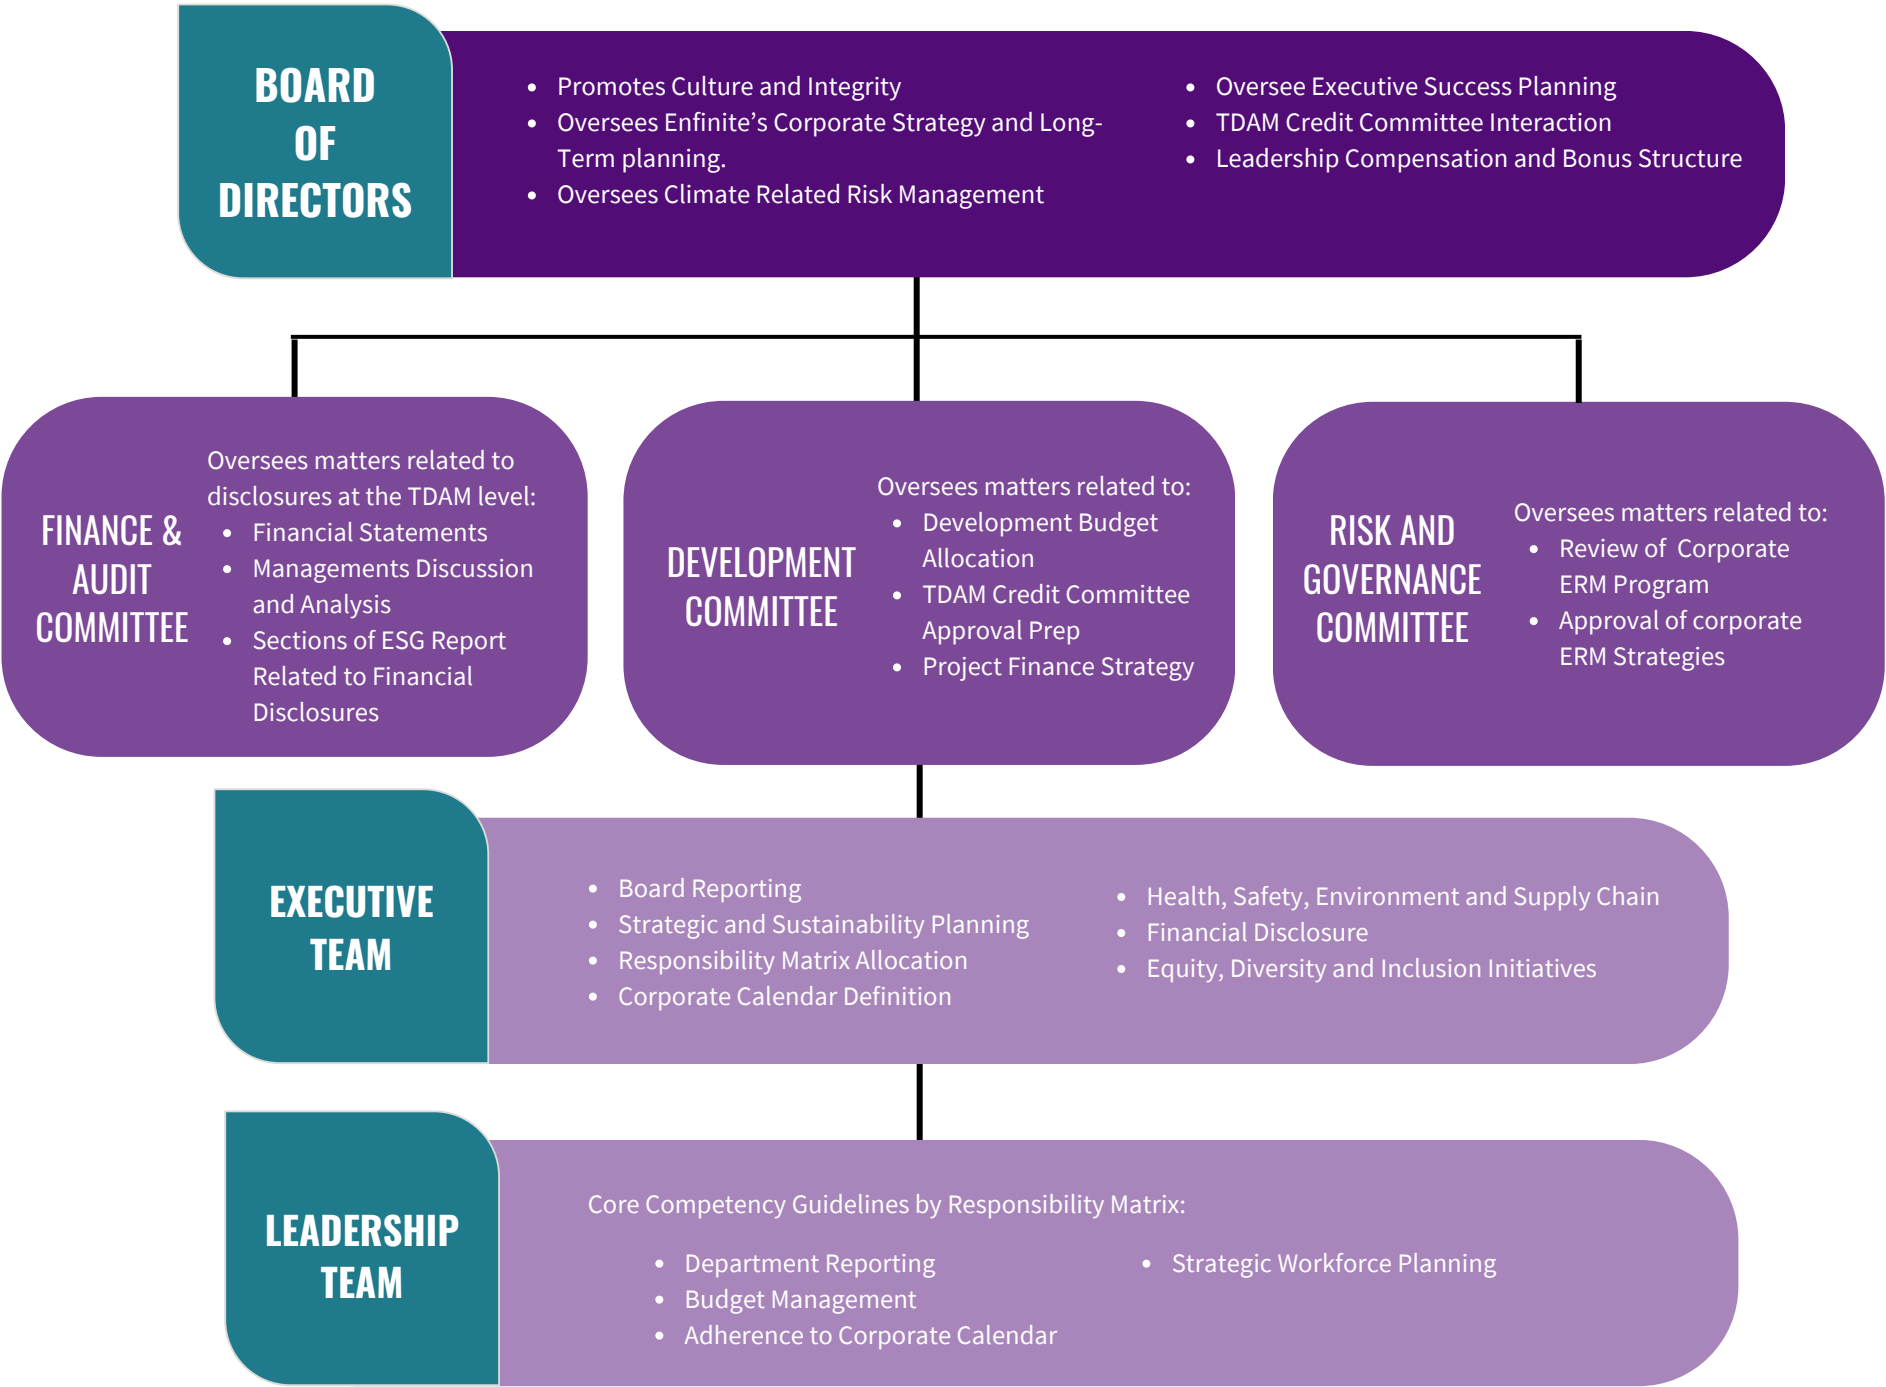 BOARD
OF
DIRECTORS
• Promotes Culture and Integrity
• Oversees Enfinite’s Corporate Strategy and Long-
Term planning.
• Oversees Climate Related Risk Management
• Oversee Executive Success Planning
• TDAM Credit Committee Interaction
• Leadership Compensation and Bonus Structure
FINANCE &
AUDIT
COMMITTEE
Oversees matters related to
disclosures at the TDAM level:
• Financial Statements
• Managements Discussion
and Analysis
• Sections of ESG Report
Related to Financial
Disclosures
DEVELOPMENT
COMMITTEE
Oversees matters related to:
• Development Budget
Allocation
• TDAM Credit Committee
Approval Prep
• Project Finance Strategy
RISK AND
GOVERNANCE
COMMITTEE
Oversees matters related to:
• Review of Corporate
ERM Program
• Approval of corporate
ERM Strategies
EXECUTIVE
TEAM
• Board Reporting
• Strategic and Sustainability Planning
• Responsibility Matrix Allocation
• Corporate Calendar Definition
• Health, Safety, Environment and Supply Chain
• Financial Disclosure
• Equity, Diversity and Inclusion Initiatives
LEADERSHIP
TEAM
Core Competency Guidelines by Responsibility Matrix:
• Department Reporting
• Budget Management
• Adherence to Corporate Calendar
• Strategic Workforce Planning